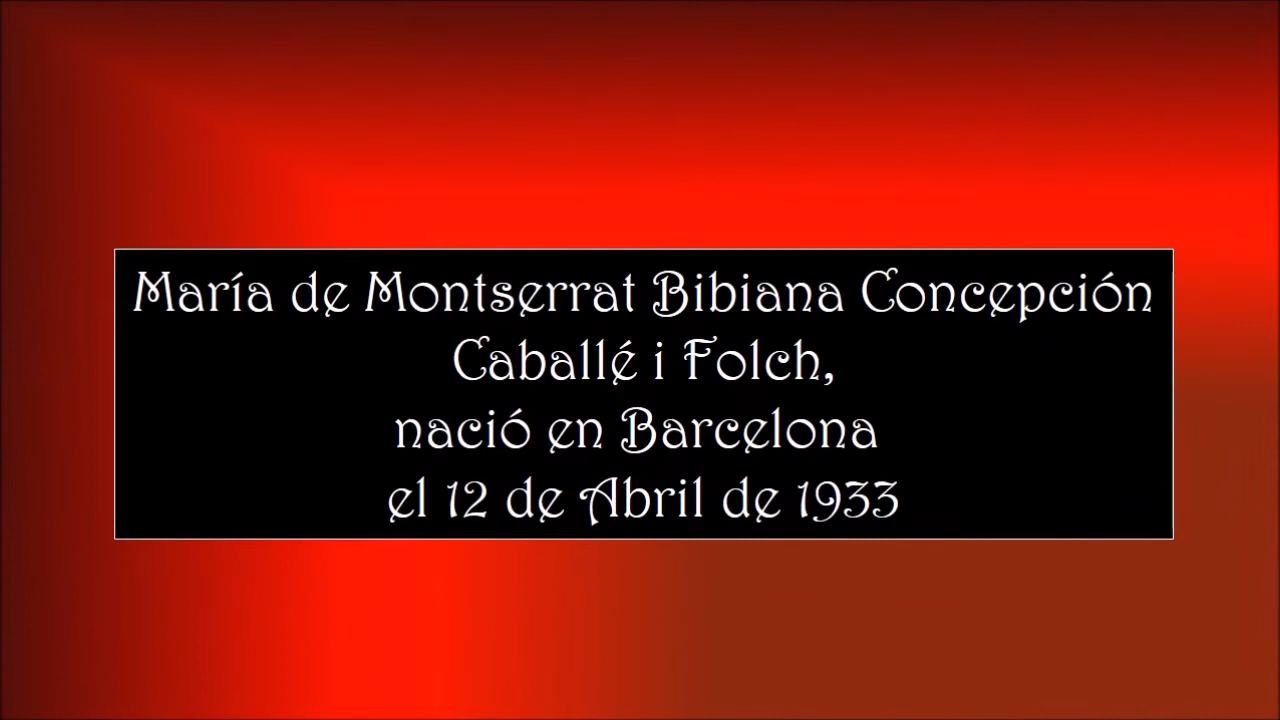 María de Montserrat Bibiana Concepción
Caballé i Folch,
nació en Barcelona
el 12 de Abril de 1933